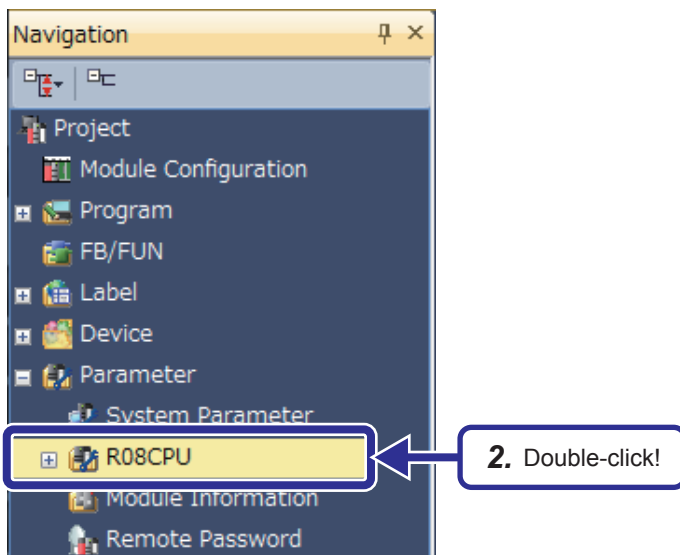 Navigation
Project
Module Configuration
Program
FB/FUN
Label
Device
Parameter
System Parameter
R08CPU
2. Double-click!
Module Information
Remote Password